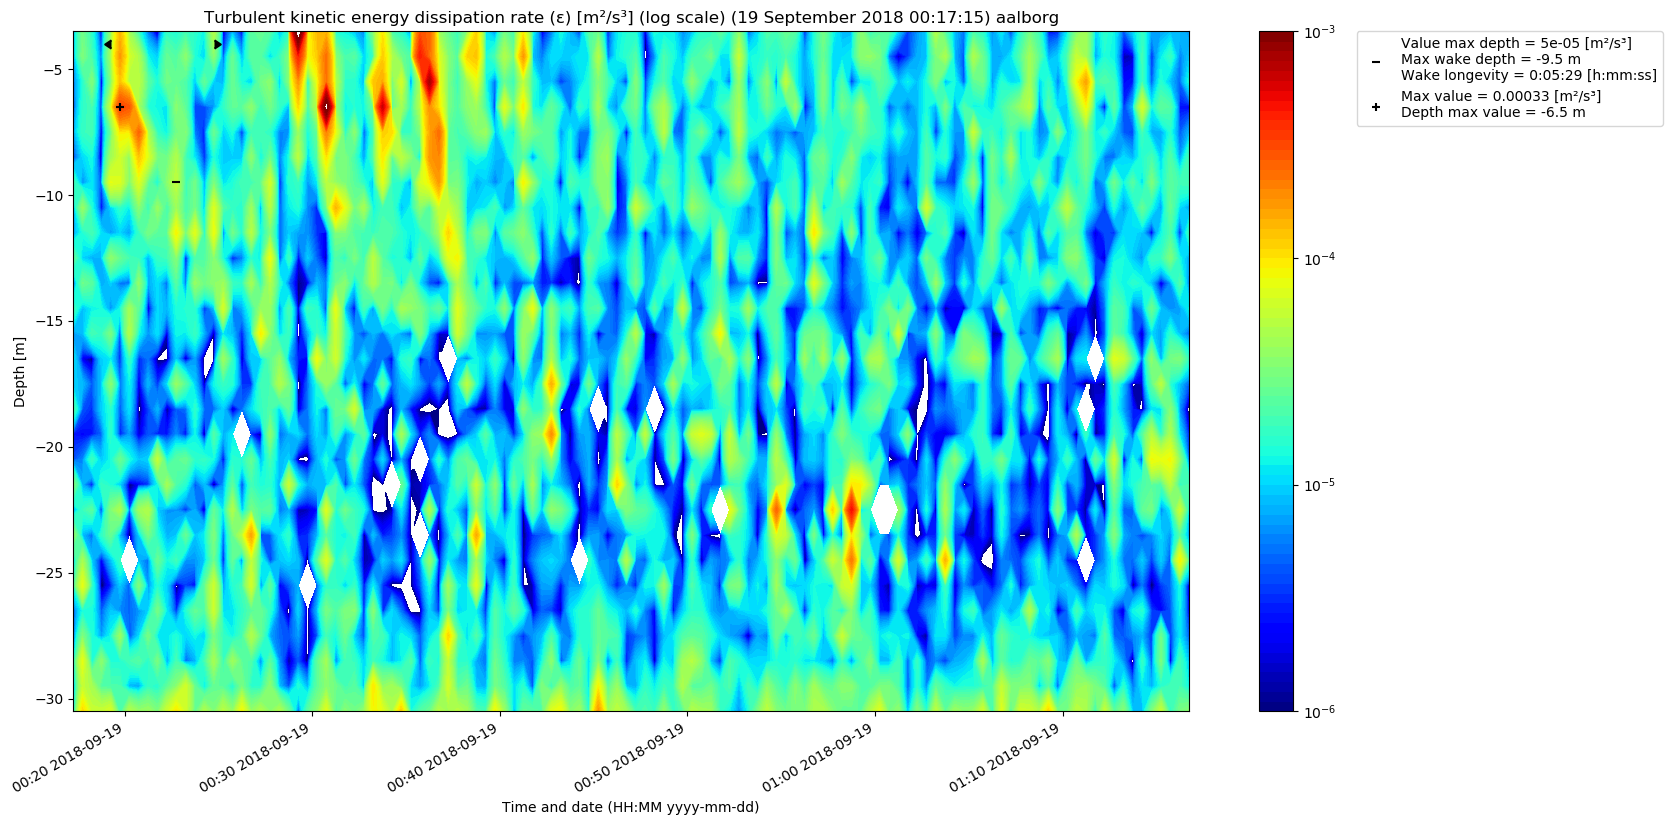 Turbulent kinetic energy dissipation rate (ε) [m²/s³] (log scale) (19 September 2018 00:17:15) aalborg
Value max depth = 5e-05 [m²/s³]
Max wake depth = -9.5 m
Wake longevity = 0:05:29 [h:mm:ss]
Max value = 0.00033 [m²/s³]
Depth max value = -6.5 m
10⁻³
10⁻⁴
10⁻⁵
10⁻⁶
Depth [m]
−5
−10
−15
−20
−25
−30
00:20 2018-09-19
00:30 2018-09-19
00:40 2018-09-19
00:50 2018-09-19
01:00 2018-09-19
01:10 2018-09-19
Time and date (HH:MM yyyy-mm-dd)